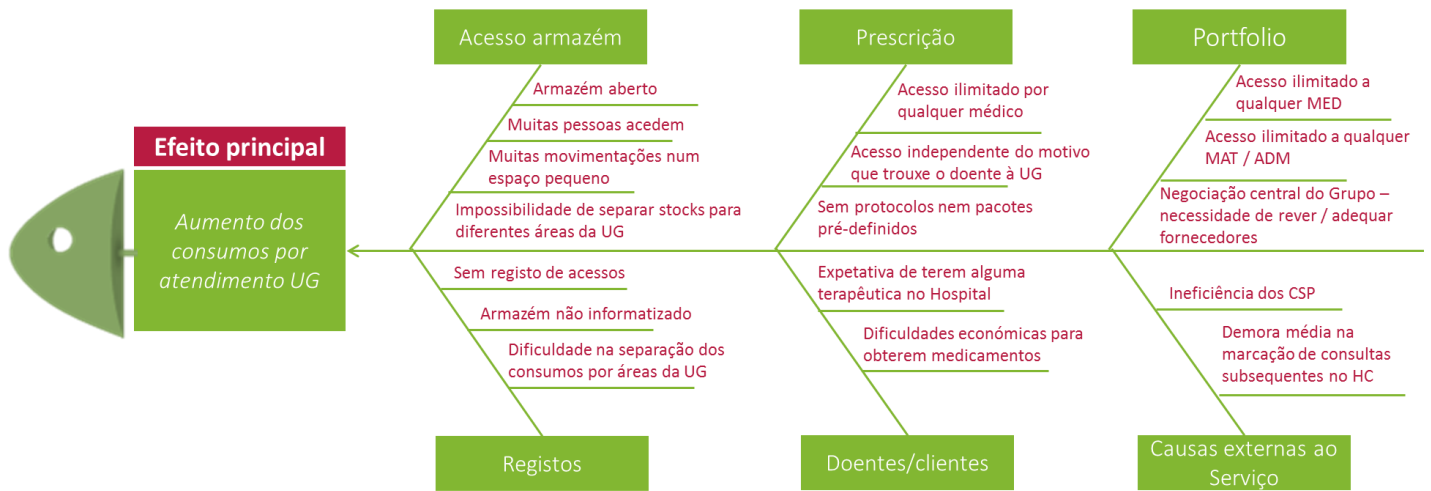 Acesso armazém
Prescrição
Portfolio
Armazém aberto
Muitas pessoas acedem
Muitas movimentações num
espaço pequeno
Impossibilidade de separar stocks para
diferentes áreas da UG
Acesso ilimitado por
qualquer médico
Acesso independente do motivo
que trouxe o doente à UG
Sem protocolos nem pacotes
pré-definidos
Acesso ilimitado a
qualquer MED
Acesso ilimitado a qualquer
MAT / ADM
Negociação central do Grupo –
necessidade de rever / adequar
fornecedores
Efeito principal
Aumento dos
consumos por
atendimento UG
Sem registo de acessos
Armazém não informatizado
Dificuldade na separação dos
consumos por áreas da UG
Expetativa de terem alguma
terapêutica no Hospital
Dificuldades económicas para
obterem medicamentos
Ineficiência dos CSP
Demora média na
marcação de consultas
subsequentes no HC
Registos
Doentes/clientes
Causas externas ao
Serviço